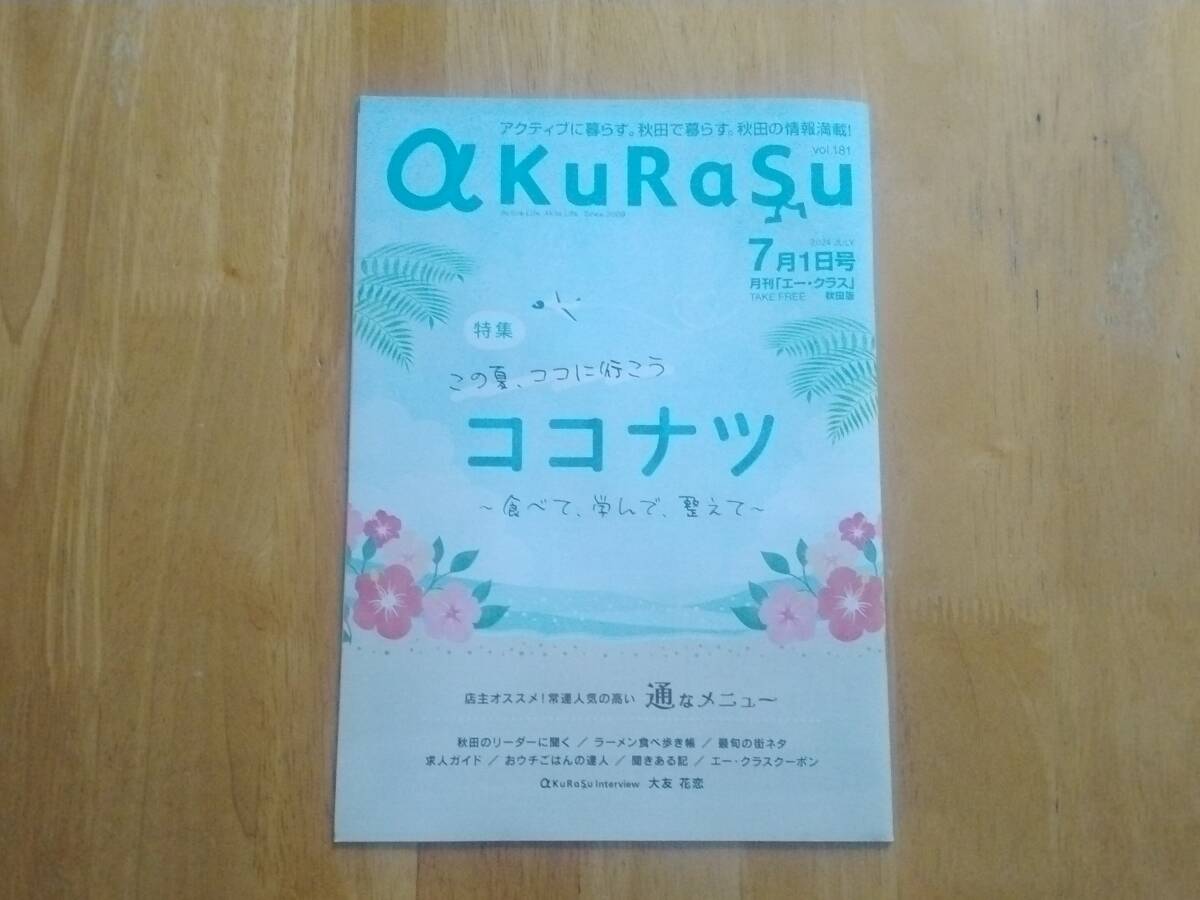 アクティブに暮らす。秋田で暮らす。秋田の情報満載!
vol.181
αKuRaSu
Active Life. Akita Life. Since 2009
2024 JULY
7月1日号
月刊「エー・クラス」
TAKE FREE 秋田版
特集
この夏、ココに行こう
ココナツ
~食べて、学んで、整えて~
店主オススメ!常連人気の高い 通なメニュー
秋田のリーダーに聞く / ラーメン食べ歩き帳 / 最旬の街ネタ
求人ガイド / おウチごはんの達人 / 聞きある記 / エー・クラスクーポン
αKuRaSu Interview 大友 花恋